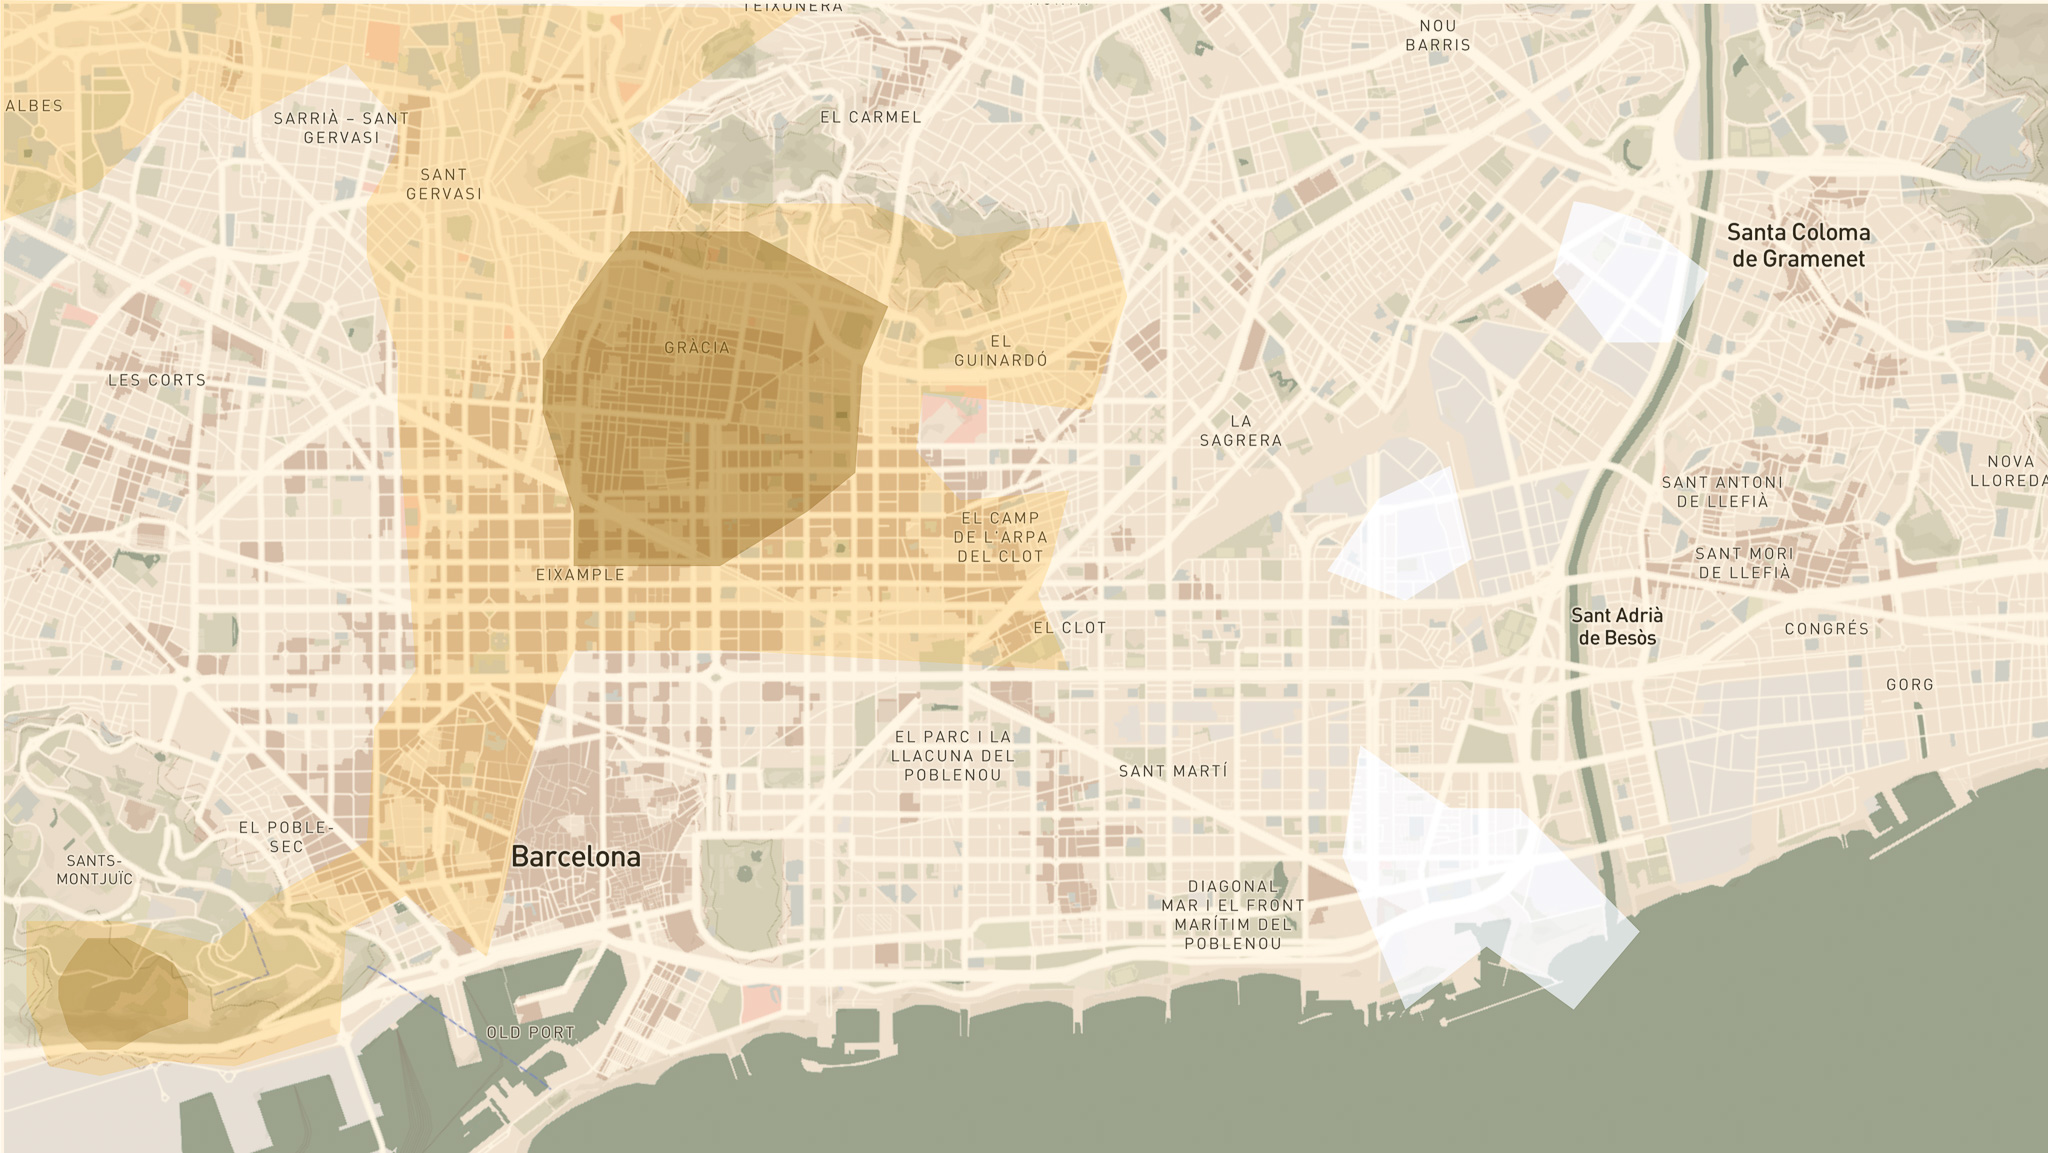 TEIXONERA
NOU
BARRIS
ALBES
SARRIÀ – SANT
GERVASI
EL CARMEL
SANT
GERVASI
Santa Coloma
de Gramenet
GRÀCIA
EL
GUINARDÓ
LES CORTS
LA
SAGRERA
NOVA
LLOREDA
SANT ANTONI
DE LLEFIÀ
EL CAMP
DE L'ARPA
DEL CLOT
SANT MORI
DE LLEFIÀ
EIXAMPLE
EL CLOT
Sant Adrià
de Besòs
CONGRÉS
GORG
EL PARC I LA
LLACUNA DEL
POBLENOU
SANT MARTÍ
EL POBLE-
SEC
Barcelona
SANTS-
MONTJUÏC
DIAGONAL
MAR I EL FRONT
MARÍTIM DEL
POBLENOU
OLD PORT